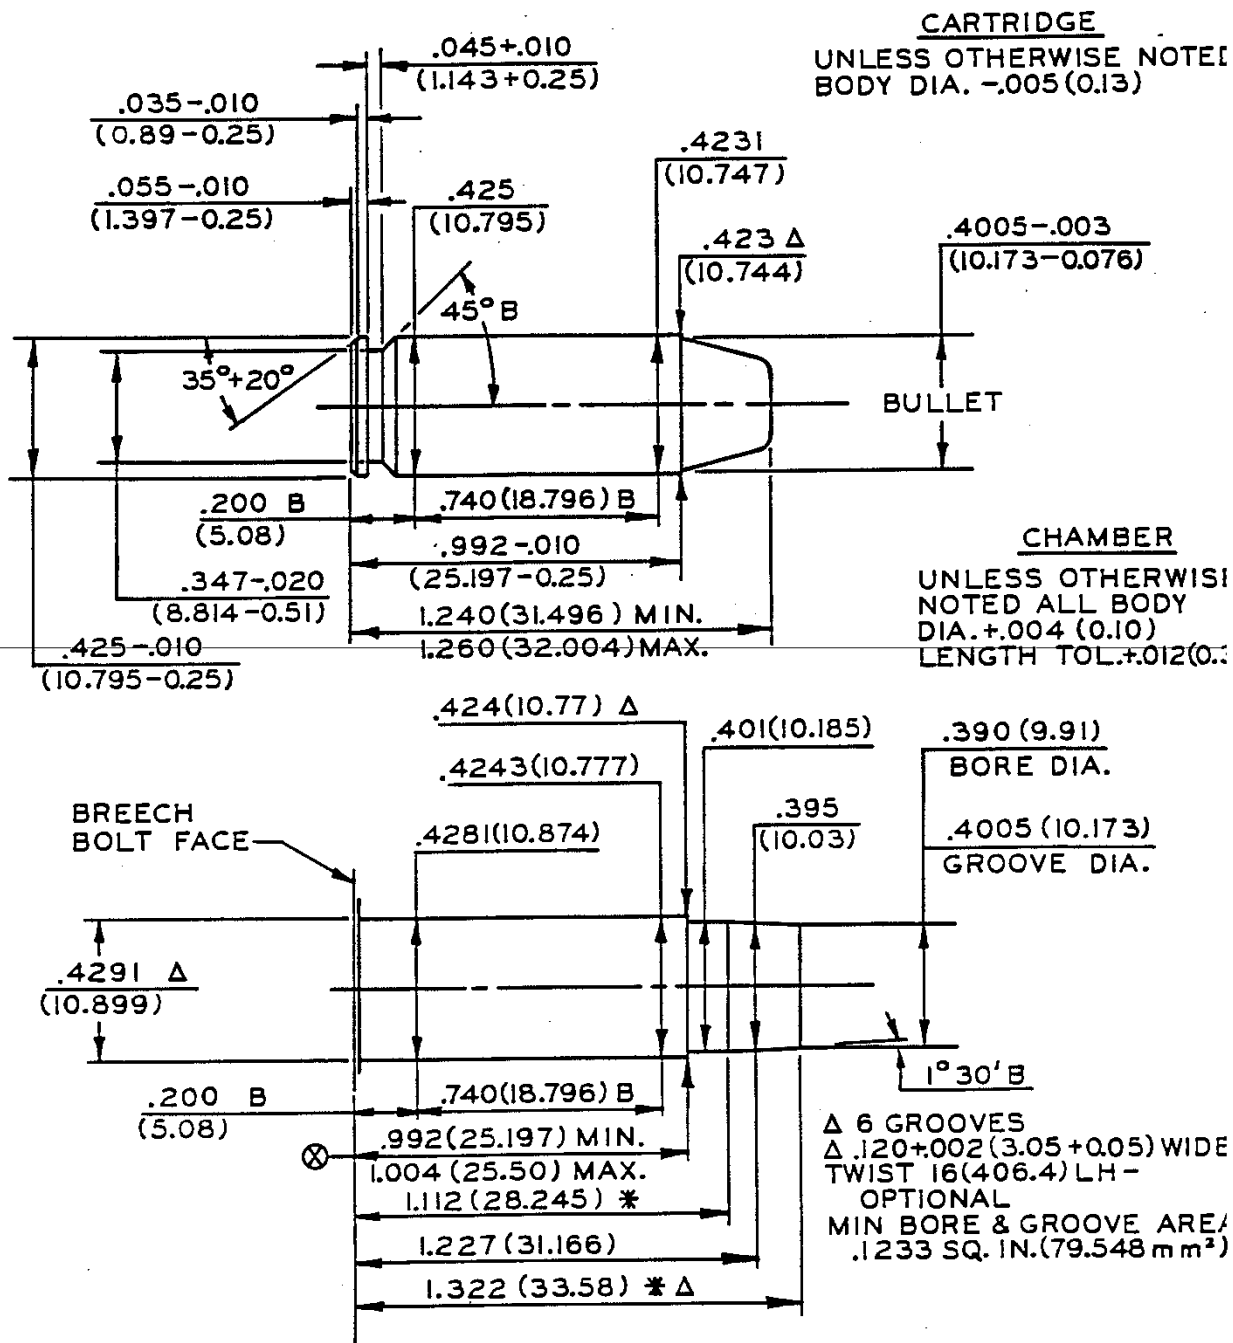 CARTRIDGE
UNLESS OTHERWISE NOTED
BODY DIA. -.005(0.13)
.045+.010
(1.143+0.25)
.035-.010
(0.89-0.25)
.055-.010
(1.397-0.25)
.425
(10.795)
.4231
(10.747)
.423 Δ
(10.744)
.4005-.003
(10.173-0.076)
45° B
35°+20°
BULLET
.200 B
(5.08)
.740(18.796) B
.992-.010
(25.197-0.25)
.347-.020
(8.814-0.51)
1.240(31.496) MIN.
1.260(32.004) MAX.
.425-.010
(10.795-0.25)
CHAMBER
UNLESS OTHERWISE
NOTED ALL BODY
DIA.+.004 (0.10)
LENGTH TOL.+.012(0.3
.424(10.77) Δ
.401(10.185)
.390 (9.91)
BORE DIA.
.4243(10.777)
.395
(10.03)
BREECH
BOLT FACE
.4281(10.874)
.4005 (10.173)
GROOVE DIA.
.4291 Δ
(10.899)
1° 30' B
.200 B
(5.08)
.740(18.796) B
⊗
.992(25.197) MIN.
1.004 (25.50) MAX.
1.112 (28.245) *
1.227 (31.166)
1.322 (33.58) * Δ
Δ 6 GROOVES
Δ .120+.002(3.05+0.05) WIDE
TWIST 16(406.4) LH-
OPTIONAL
MIN BORE & GROOVE AREA
.1233 SQ. IN.(79.548mm²)